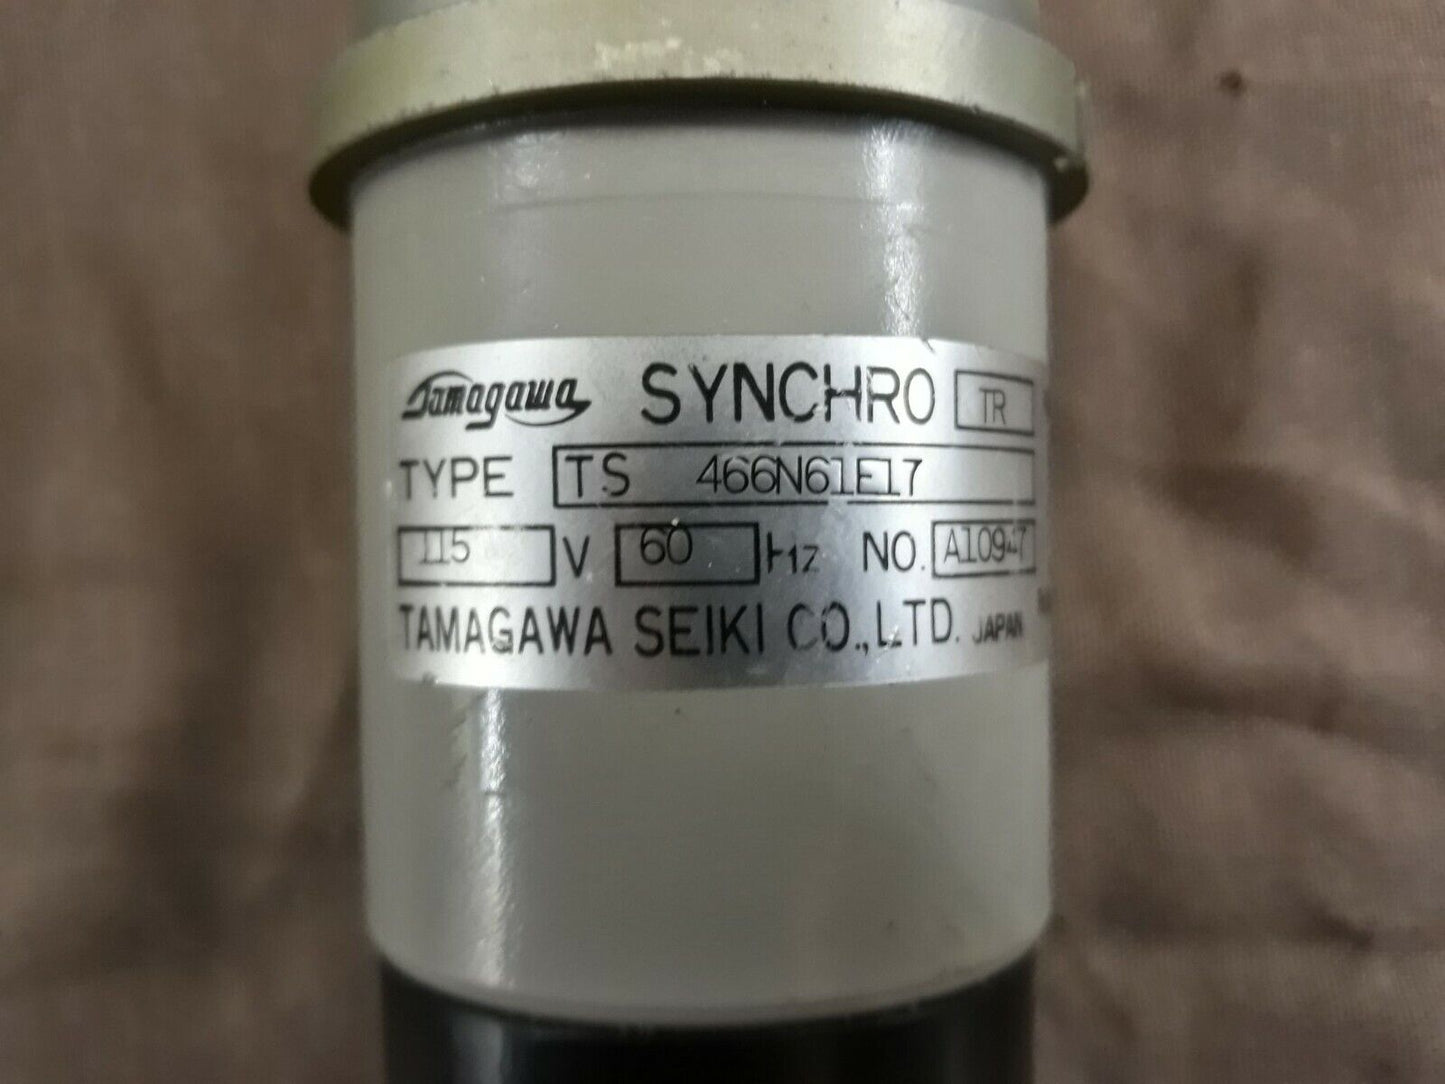 Tamagawa SYNCHRO TR
TYPE TS 466N61E17
115 V 60 Hz NO. A10947
TAMAGAWA SEIKI CO.,LTD. JAPAN